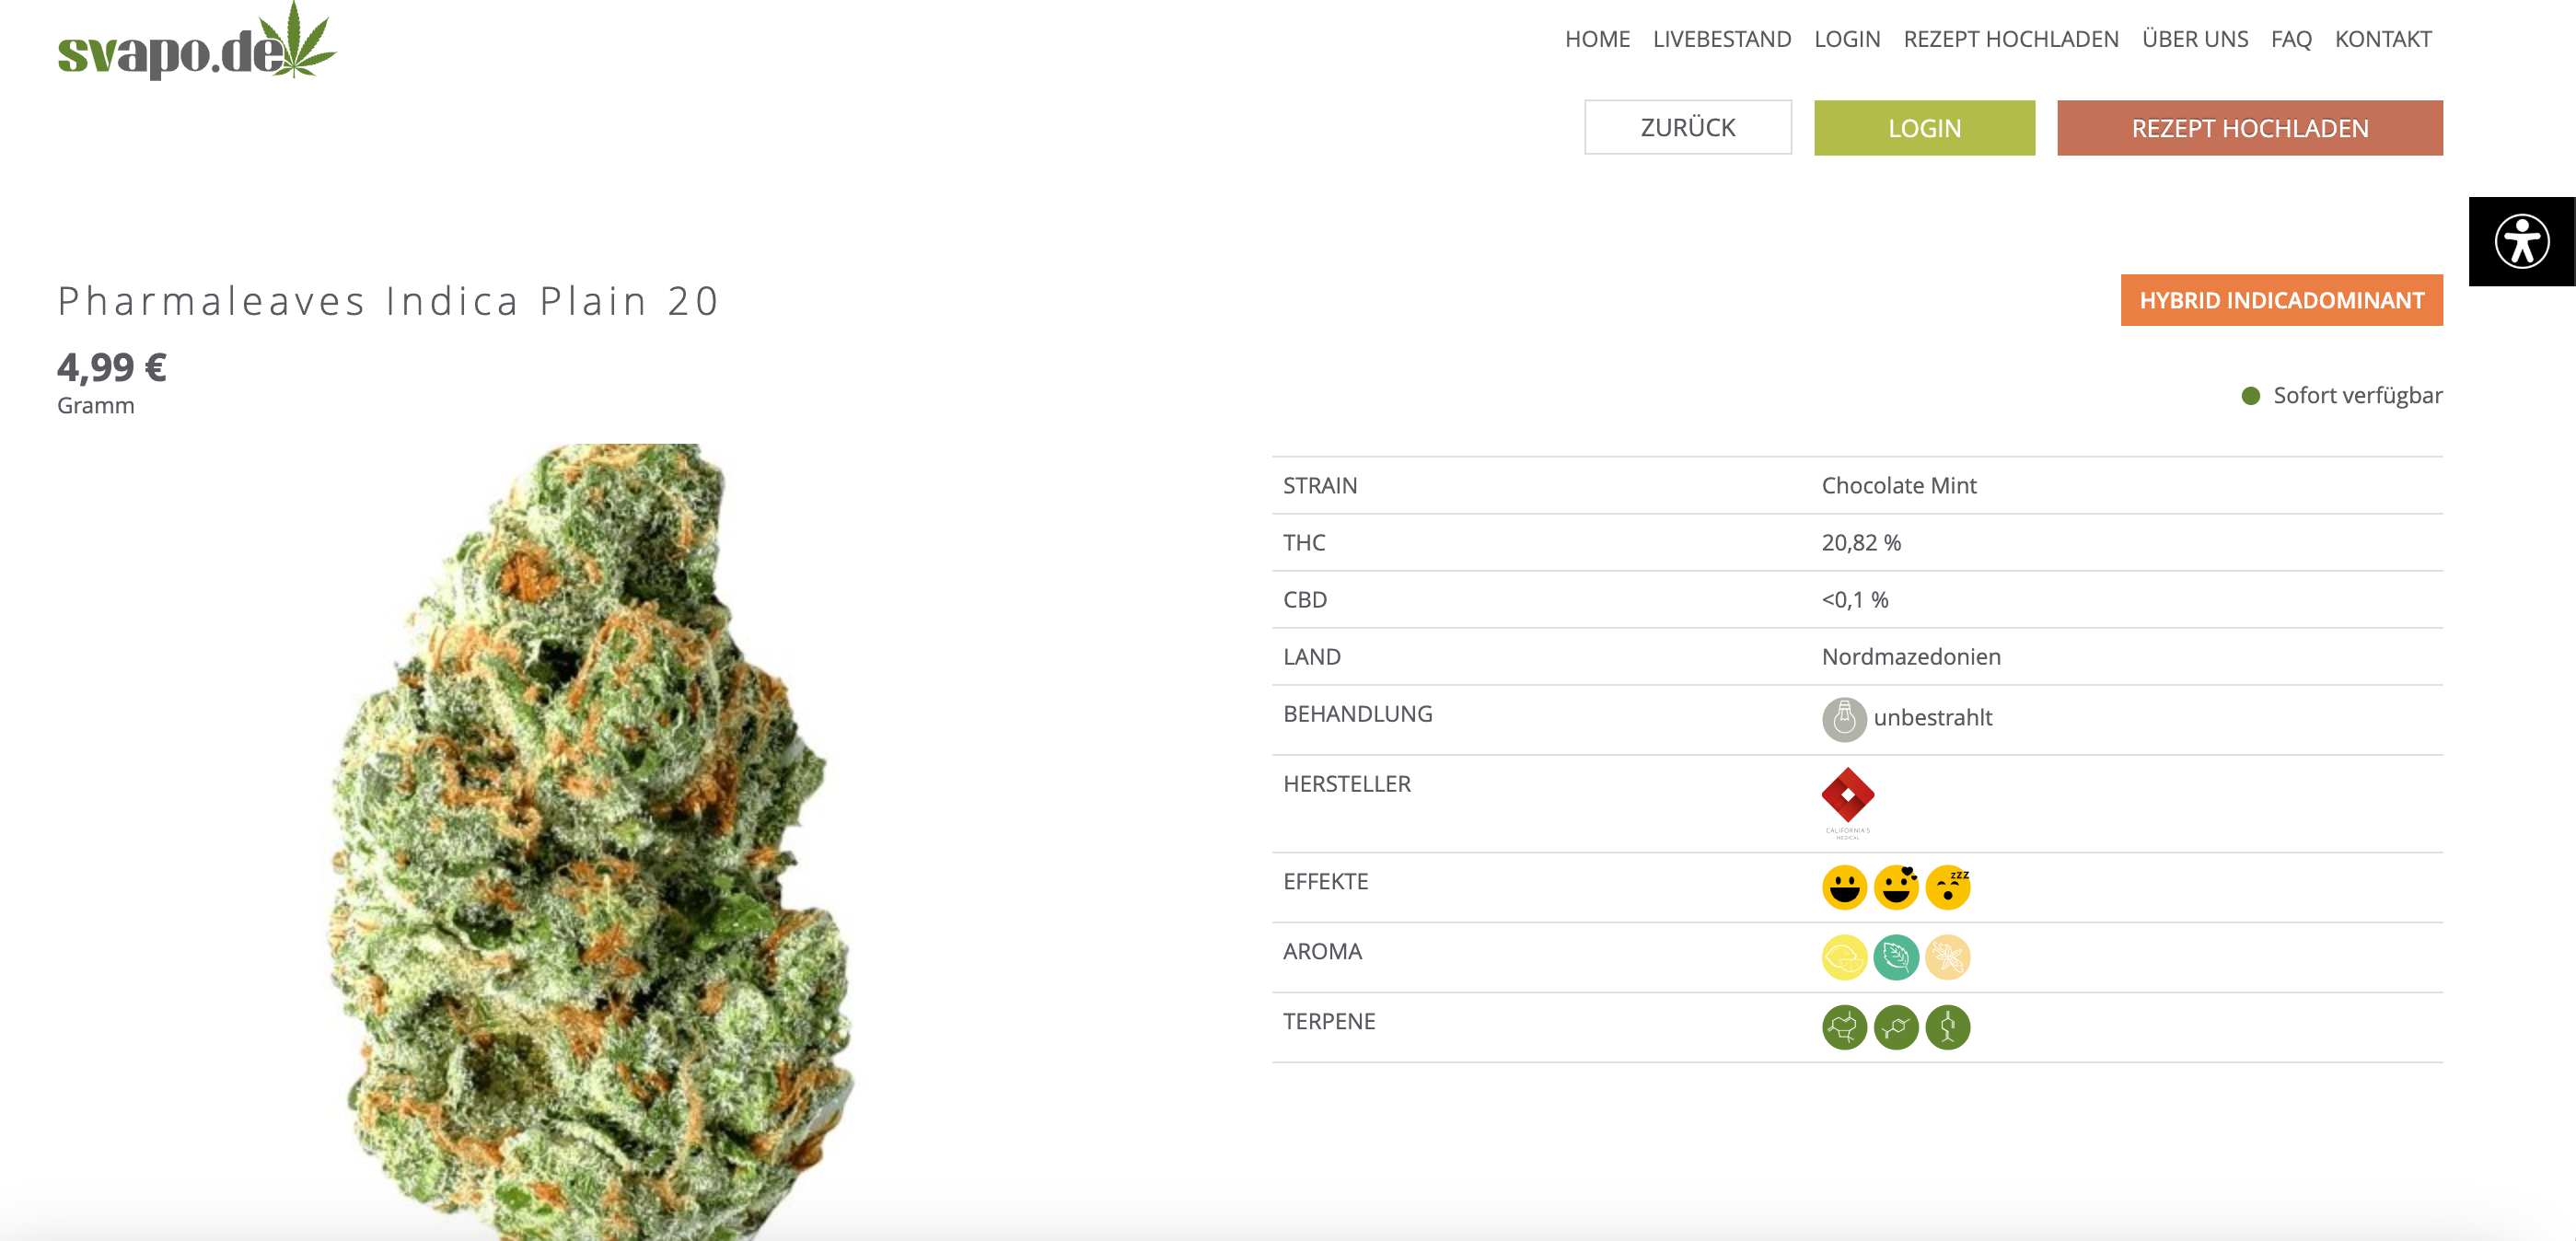 svapo.de
HOME LIVEBESTAND LOGIN REZEPT HOCHLADEN ÜBER UNS FAQ KONTAKT
ZURÜCK LOGIN REZEPT HOCHLADEN
Pharmaleaves Indica Plain 20
HYBRID INDICADOMINANT
4,99 €
Gramm
Sofort verfügbar
STRAIN Chocolate Mint
THC 20,82 %
CBD <0,1 %
LAND Nordmazedonien
BEHANDLUNG unbestrahlt
HERSTELLER
CALIFORNIA'S
MEDICAL
EFFEKTE
zzz
AROMA
TERPENE